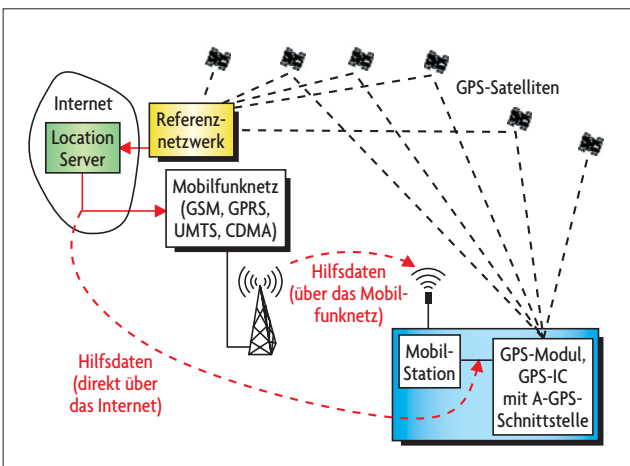 GPS-Satelliten
Internet
Location
Server
Referenz-
netzwerk
Mobilfunknetz
(GSM, GPRS,
UMTS, CDMA)
Hilfsdaten
(über das Mobil-
funknetz)
Hilfsdaten
(direkt über
das Internet)
Mobil-
Station
GPS-Modul,
GPS-IC
mit A-GPS-
Schnittstelle